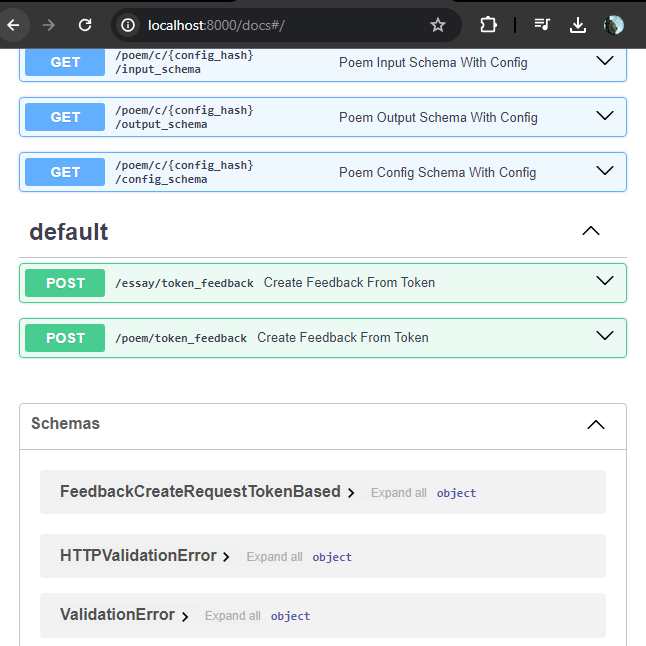 localhost:8000/docs#/
GET /poem/c/{config_hash} Poem Input Schema With Config
/input_schema
GET /poem/c/{config_hash} Poem Output Schema With Config
/output_schema
GET /poem/c/{config_hash} Poem Config Schema With Config
/config_schema
default
POST /essay/token_feedback Create Feedback From Token
POST /poem/token_feedback Create Feedback From Token
Schemas
FeedbackCreateRequestTokenBased Expand all object
HTTPValidationError Expand all object
ValidationError Expand all object